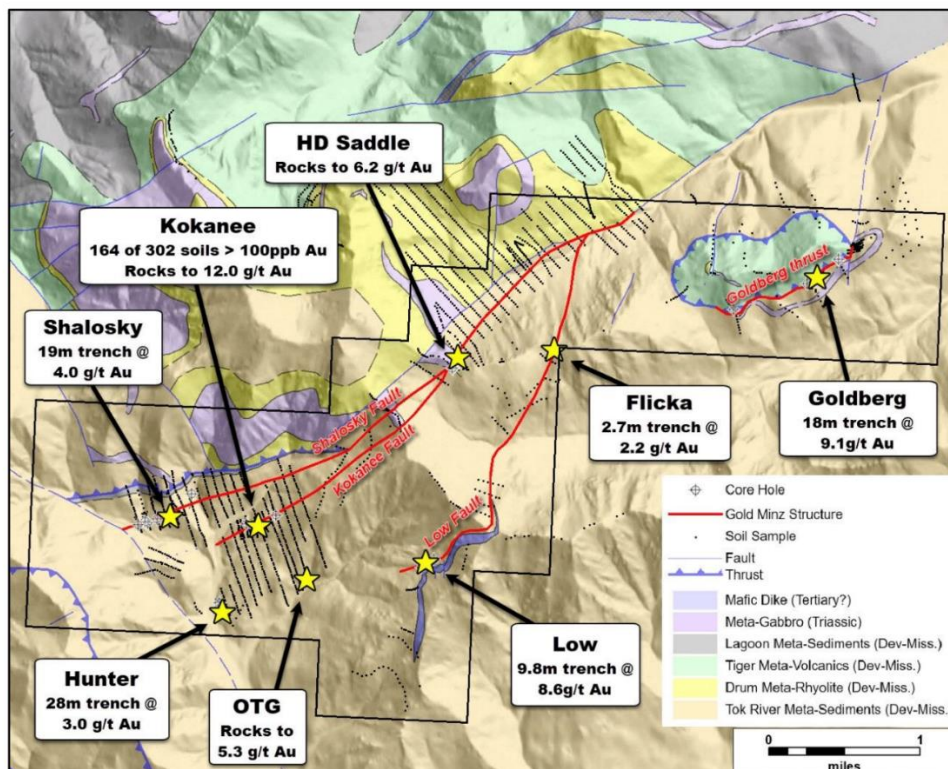 HD Saddle
Rocks to 6.2 g/t Au
Kokanee
164 of 302 soils > 100ppb Au
Rocks to 12.0 g/t Au
Shalosky
19m trench @
4.0 g/t Au
Goldberg thrust
Shalosky Fault
Kokanee Fault
Low Fault
Flicka
2.7m trench @
2.2 g/t Au
Goldberg
18m trench @
9.1g/t Au
Hunter
28m trench @
3.0 g/t Au
OTG
Rocks to
5.3 g/t Au
Low
9.8m trench @
8.6g/t Au
Core Hole
Gold Minz Structure
Soil Sample
Fault
Thrust
Mafic Dike (Tertiary?)
Meta-Gabbro (Triassic)
Lagoon Meta-Sediments (Dev-Miss.)
Tiger Meta-Volcanics (Dev-Miss.)
Drum Meta-Rhyolite (Dev-Miss.)
Tok River Meta-Sediments (Dev-Miss.)
0 1
miles